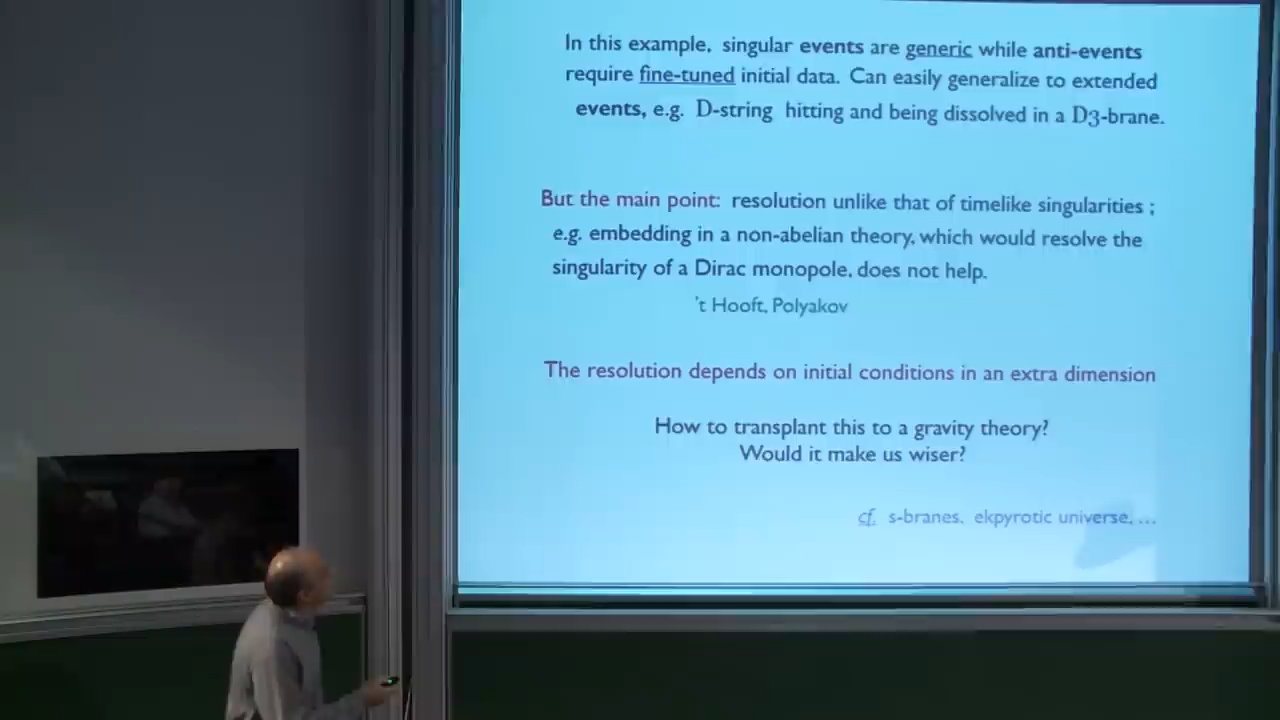 In this example, singular events are generic while anti-events
require fine-tuned initial data. Can easily generalize to extended
events, e.g. D-string hitting and being dissolved in a D3-brane.
But the main point: resolution unlike that of timelike singularities ;
e.g. embedding in a non-abelian theory, which would resolve the
singularity of a Dirac monopole, does not help.
't Hooft, Polyakov
The resolution depends on initial conditions in an extra dimension
How to transplant this to a gravity theory?
Would it make us wiser?
cf. s-branes, ekpyrotic universe, ...